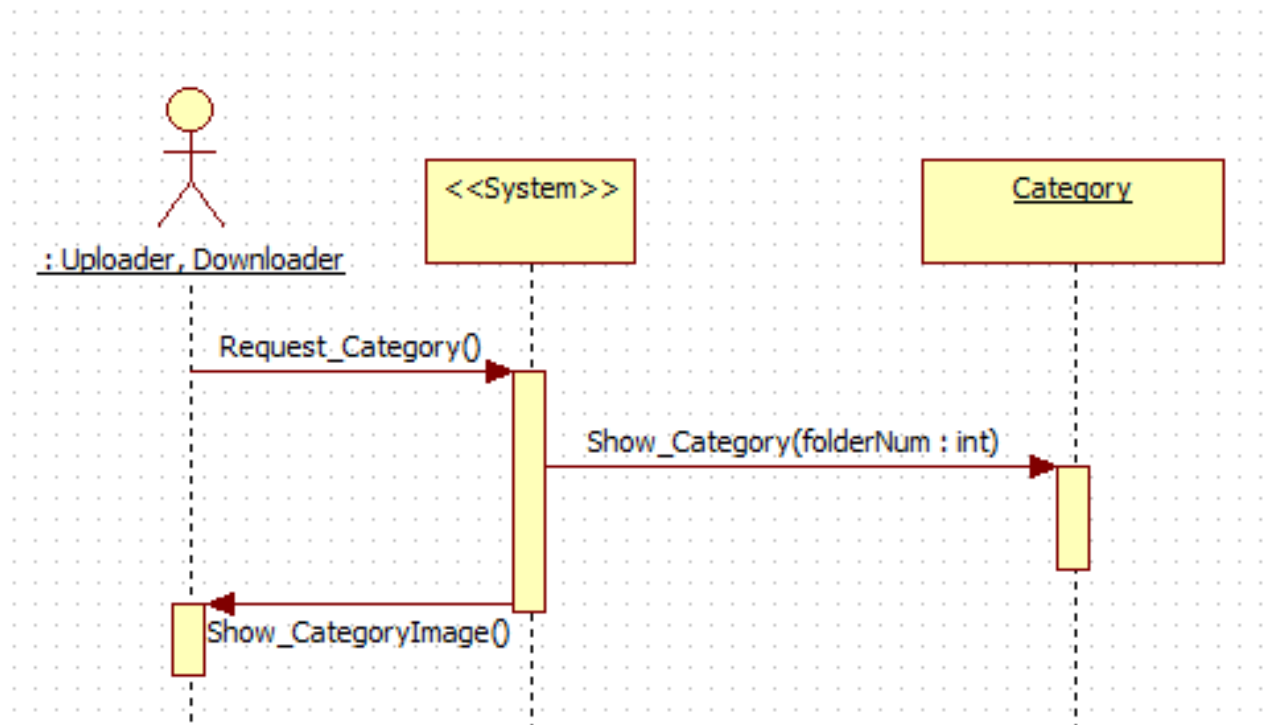 <<System>>
Category
: Uploader, Downloader
Request_Category()
Show_Category(folderNum : int)
Show_CategoryImage()